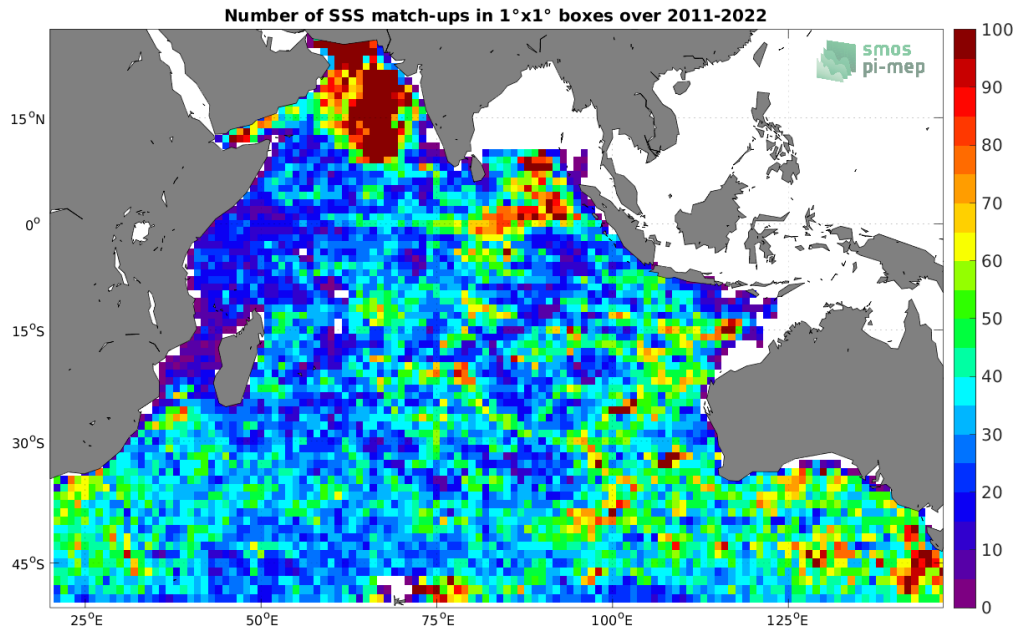 Number of SSS match-ups in 1°x1° boxes over 2011-2022
smos
pi-mep
100
90
80
70
60
50
40
30
20
10
0
15°N
0°
15°S
30°S
45°S
25°E
50°E
75°E
100°E
125°E